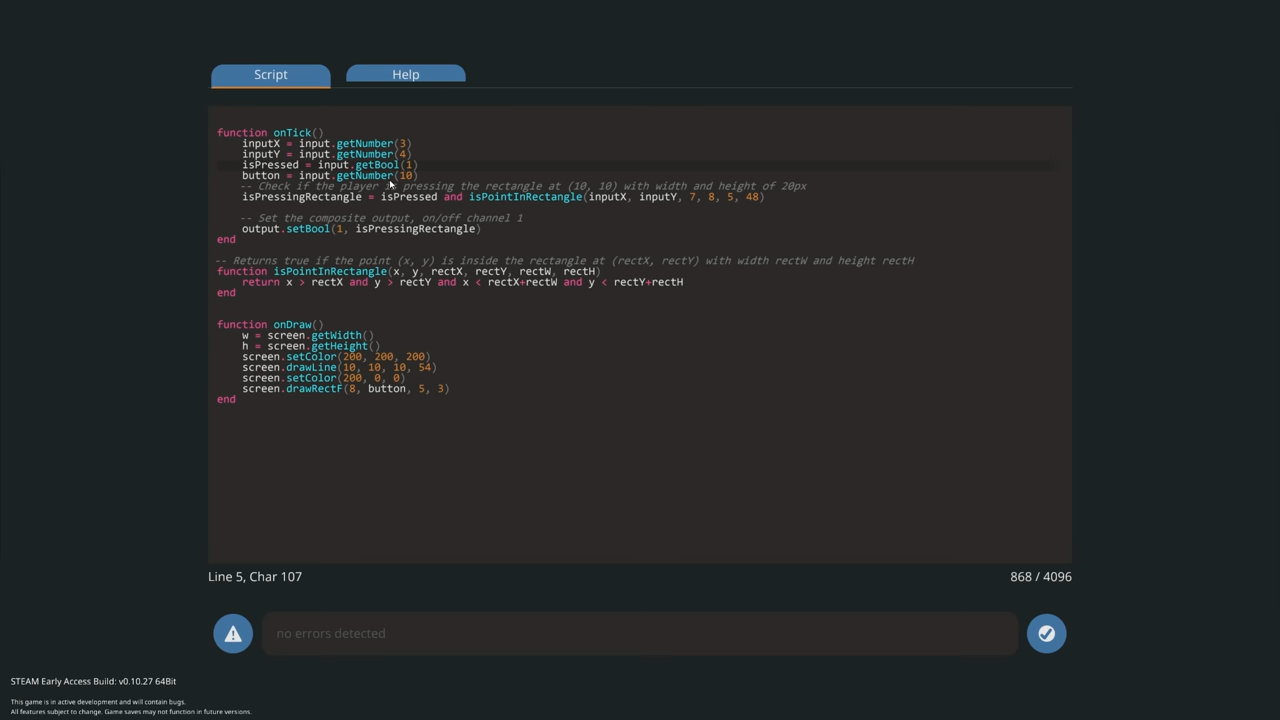 Script
Help
function onTick()
inputX = input.getNumber(3)
inputY = input.getNumber(4)
isPressed = input.getBool(1)
button = input.getNumber(10)
-- Check if the player is pressing the rectangle at (10, 10) with width and height of 20px
isPressingRectangle = isPressed and isPointInRectangle(inputX, inputY, 7, 8, 5, 48)
-- Set the composite output, on/off channel 1
output.setBool(1, isPressingRectangle)
end
-- Returns true if the point (x, y) is inside the rectangle at (rectX, rectY) with width rectW and height rectH
function isPointInRectangle(x, y, rectX, rectY, rectW, rectH)
return x > rectX and y > rectY and x < rectX+rectW and y < rectY+rectH
end
function onDraw()
w = screen.getWidth()
h = screen.getHeight()
screen.setColor(200, 200, 200)
screen.drawLine(10, 10, 10, 54)
screen.setColor(200, 0, 0)
screen.drawRectF(8, button, 5, 3)
end
Line 5, Char 107
868 / 4096
no errors detected
STEAM Early Access Build: v0.10.27 64Bit
This game is in active development and will contain bugs.
All features subject to change. Game saves may not function in future versions.